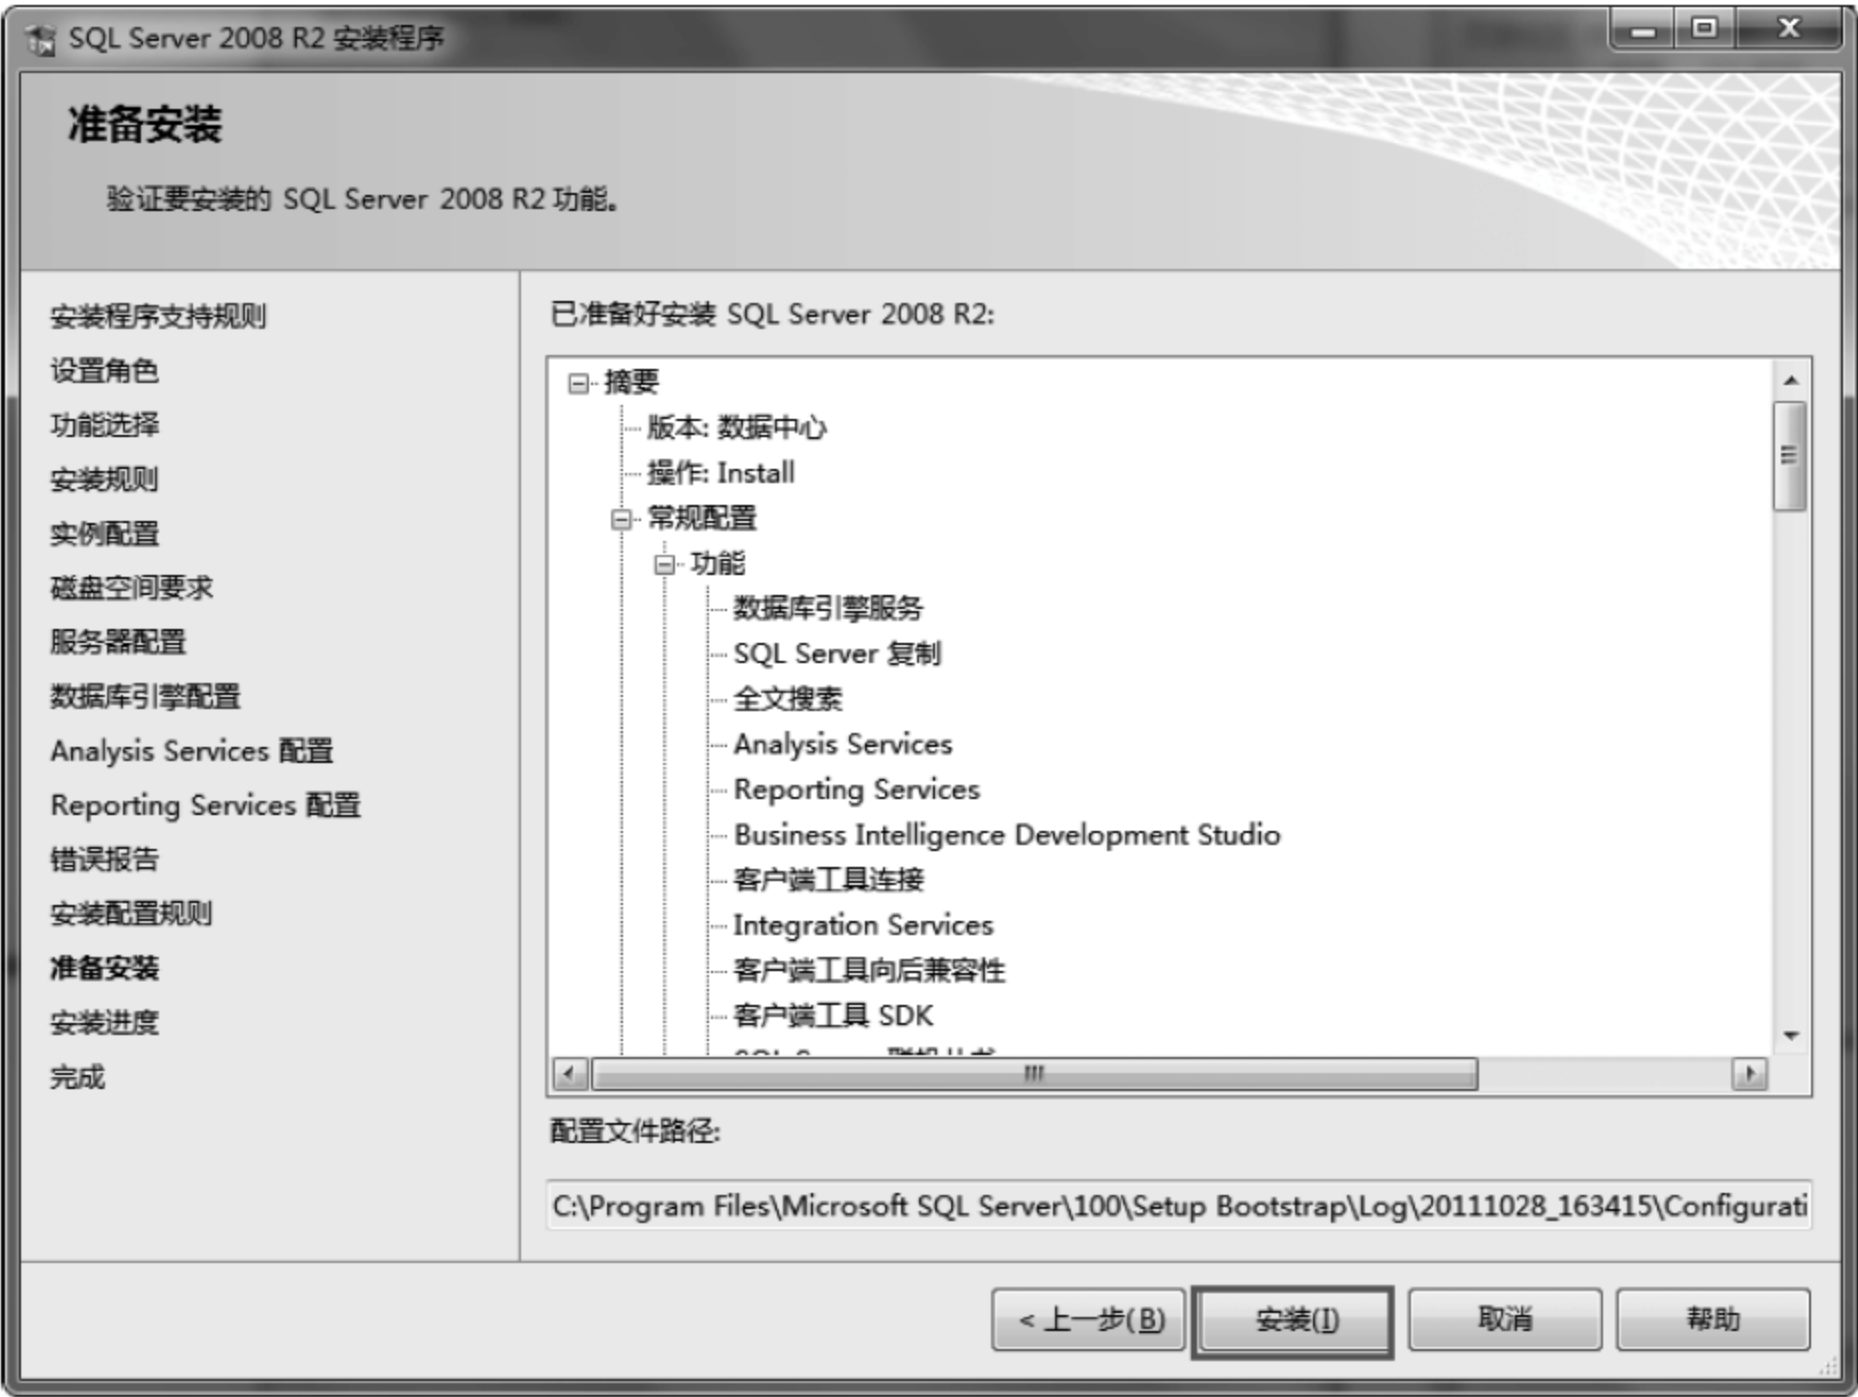 SQL Server 2008 R2 安装程序
准备安装
验证要安装的 SQL Server 2008 R2 功能。
安装程序支持规则
设置角色
功能选择
安装规则
实例配置
磁盘空间要求
服务器配置
数据库引擎配置
Analysis Services 配置
Reporting Services 配置
错误报告
安装配置规则
准备安装
安装进度
完成
已准备好安装 SQL Server 2008 R2:
摘要
版本: 数据中心
操作: Install
常规配置
功能
数据库引擎服务
SQL Server 复制
全文搜索
Analysis Services
Reporting Services
Business Intelligence Development Studio
客户端工具连接
Integration Services
客户端工具向后兼容性
客户端工具 SDK
配置文件路径:
C:\Program Files\Microsoft SQL Server\100\Setup Bootstrap\Log\20111028_163415\Configurati
< 上一步(B)
安装(I)
取消
帮助